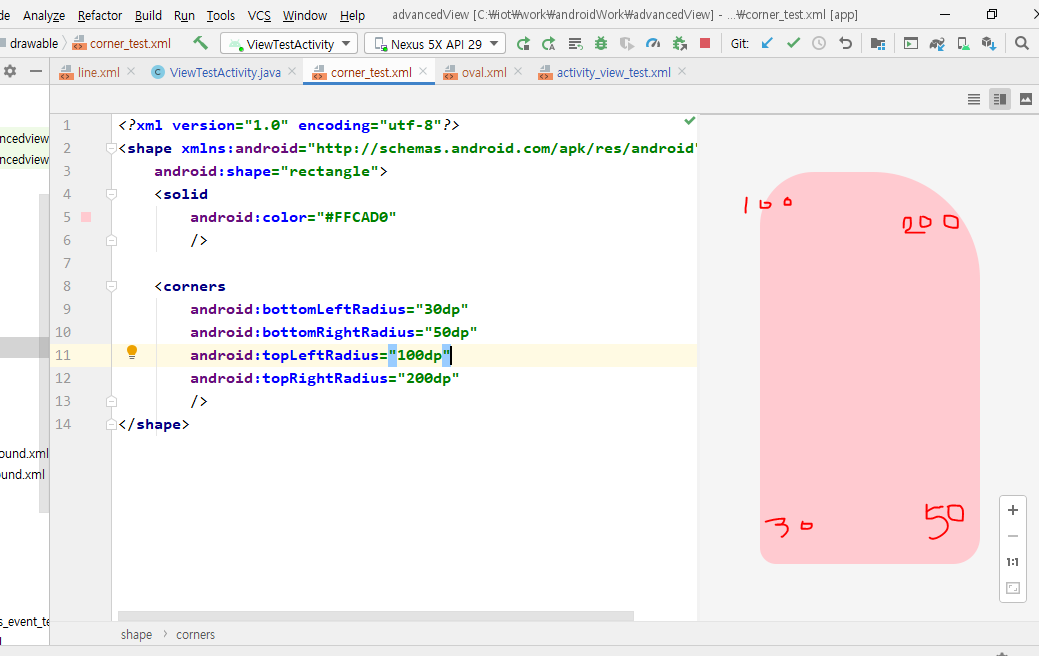 de Analyze Refactor Build Run Tools VCS Window Help advancedView [C:₩iot₩work₩androidWork₩advancedView] - ...₩corner_test.xml [app]
drawable corner_test.xml ViewTestActivity Nexus 5X API 29 Git:
line.xml ViewTestActivity.java corner_test.xml oval.xml activity_view_test.xml
ncedview
ncedview
ound.xml
und.xml
s_event_te
1 <?xml version="1.0" encoding="utf-8"?>
2 <shape xmlns:android="http://schemas.android.com/apk/res/android"
3 android:shape="rectangle">
4 <solid
5 android:color="#FFCAD0"
6 />
7
8 <corners
9 android:bottomLeftRadius="30dp"
10 android:bottomRightRadius="50dp"
11 android:topLeftRadius="100dp"
12 android:topRightRadius="200dp"
13 />
14 </shape>
100
200
30
50
1:1
shape corners